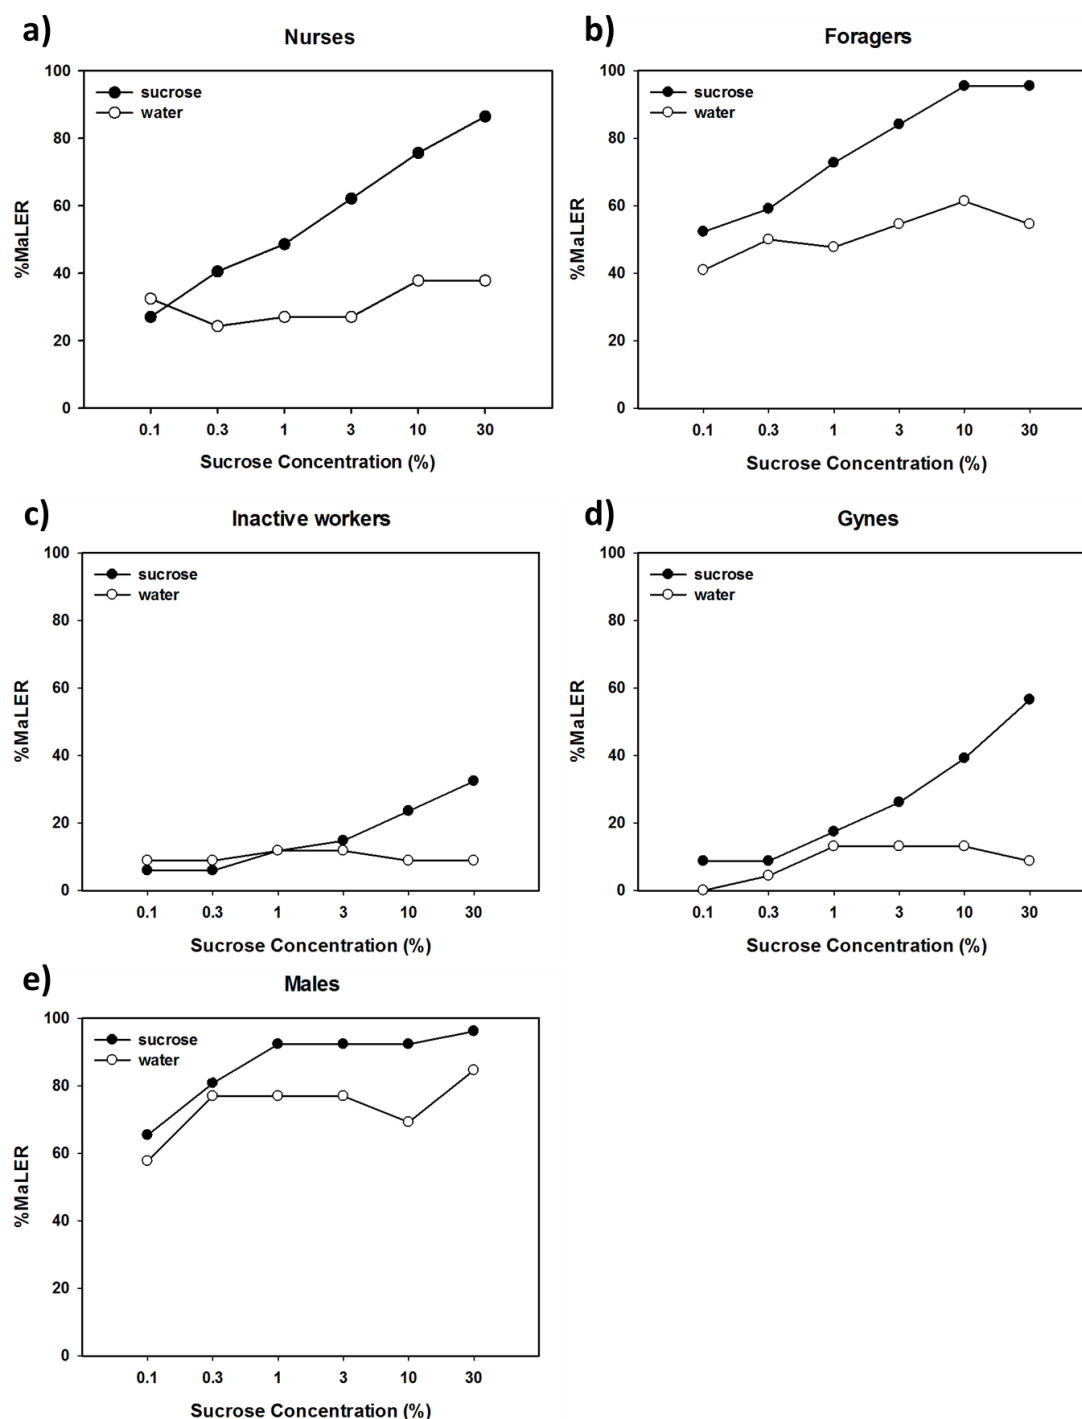 a)
Nurses
100
80
60
40
20
0
%MaLER
sucrose
water
0.1 0.3 1 3 10 30
Sucrose Concentration (%)
b)
Foragers
100
80
60
40
20
0
%MaLER
sucrose
water
0.1 0.3 1 3 10 30
Sucrose Concentration (%)
c)
Inactive workers
100
80
60
40
20
0
%MaLER
sucrose
water
0.1 0.3 1 3 10 30
Sucrose Concentration (%)
d)
Gynes
100
80
60
40
20
0
%MaLER
sucrose
water
0.1 0.3 1 3 10 30
Sucrose Concentration (%)
e)
Males
100
80
60
40
20
0
%MaLER
sucrose
water
0.1 0.3 1 3 10 30
Sucrose Concentration (%)